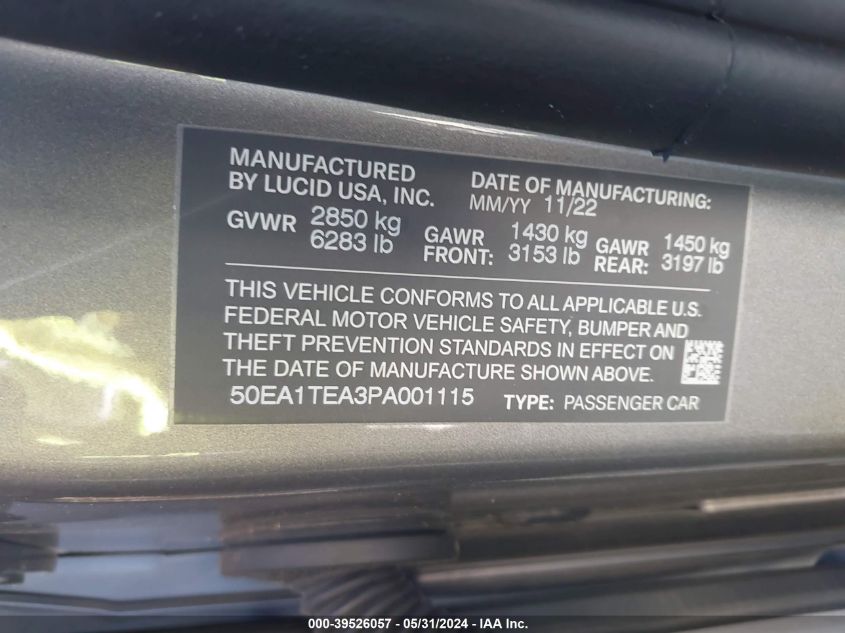 MANUFACTURED
BY LUCID USA, INC.
DATE OF MANUFACTURING:
MM/YY 11/22
GVWR 2850 kg
6283 lb
GAWR
FRONT:
1430 kg
3153 lb
GAWR
REAR:
1450 kg
3197 lb
THIS VEHICLE CONFORMS TO ALL APPLICABLE U.S.
FEDERAL MOTOR VEHICLE SAFETY, BUMPER AND
THEFT PREVENTION STANDARDS IN EFFECT ON
THE DATE OF MANUFACTURE SHOWN ABOVE.
50EA1TEA3PA001115 TYPE: PASSENGER CAR
000-39526057 - 05/31/2024 - IAA Inc.